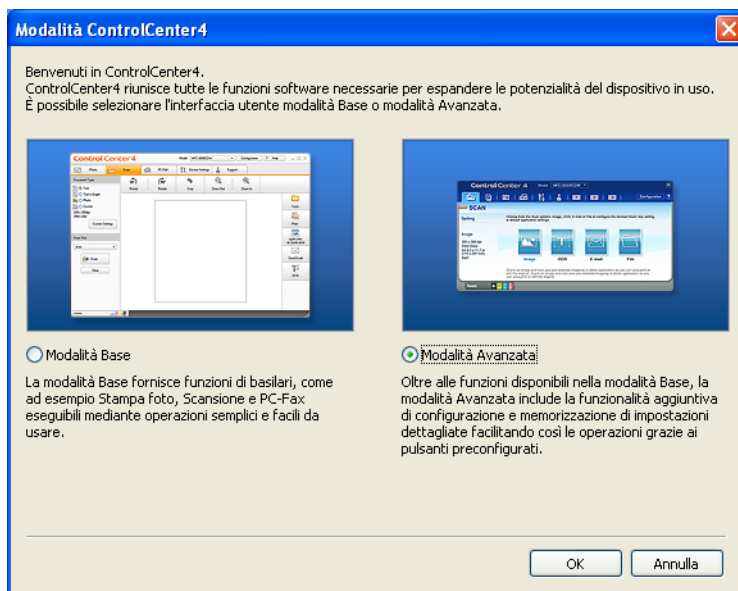 Modalità ControlCenter4
Benvenuti in ControlCenter4.
ControlCenter4 riunisce tutte le funzioni software necessarie per espandere le potenzialità del dispositivo in uso.
È possibile selezionare l'interfaccia utente modalità Base o modalità Avanzata.
Control Center 4
Control Center 4
SCAN
Image
OCR
E-mail
File
Modalità Base
La modalità Base fornisce funzioni di basilari, come
ad esempio Stampa foto, Scansione e PC-Fax
eseguibili mediante operazioni semplici e facili da
usare.
Modalità Avanzata
Oltre alle funzioni disponibili nella modalità Base, la
modalità Avanzata include la funzionalità aggiuntiva
di configurazione e memorizzazione di impostazioni
dettagliate facilitando così le operazioni grazie ai
pulsanti preconfigurati.
OK
Annulla